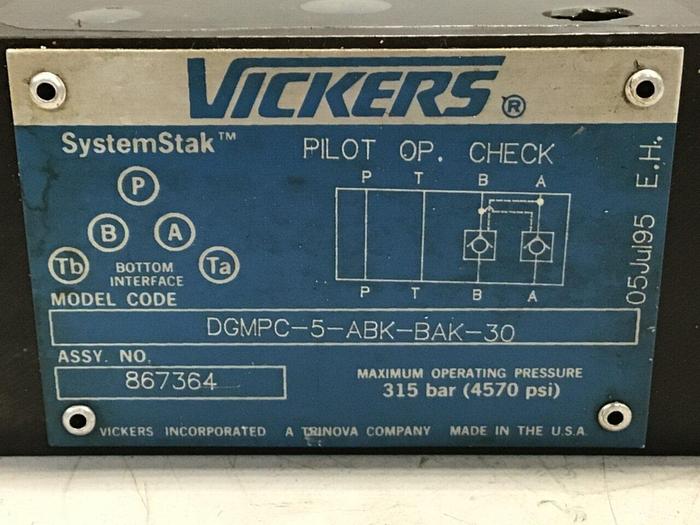 VICKERS ®
SystemStak™
PILOT OP. CHECK
P T B A
P
B A
Tb Ta
BOTTOM
INTERFACE
P T B A
05Jul95 E.H.
MODEL CODE
DGMPC-5-ABK-BAK-30
ASSY. NO.
867364
MAXIMUM OPERATING PRESSURE
315 bar (4570 psi)
VICKERS INCORPORATED A TRINOVA COMPANY MADE IN THE U.S.A.